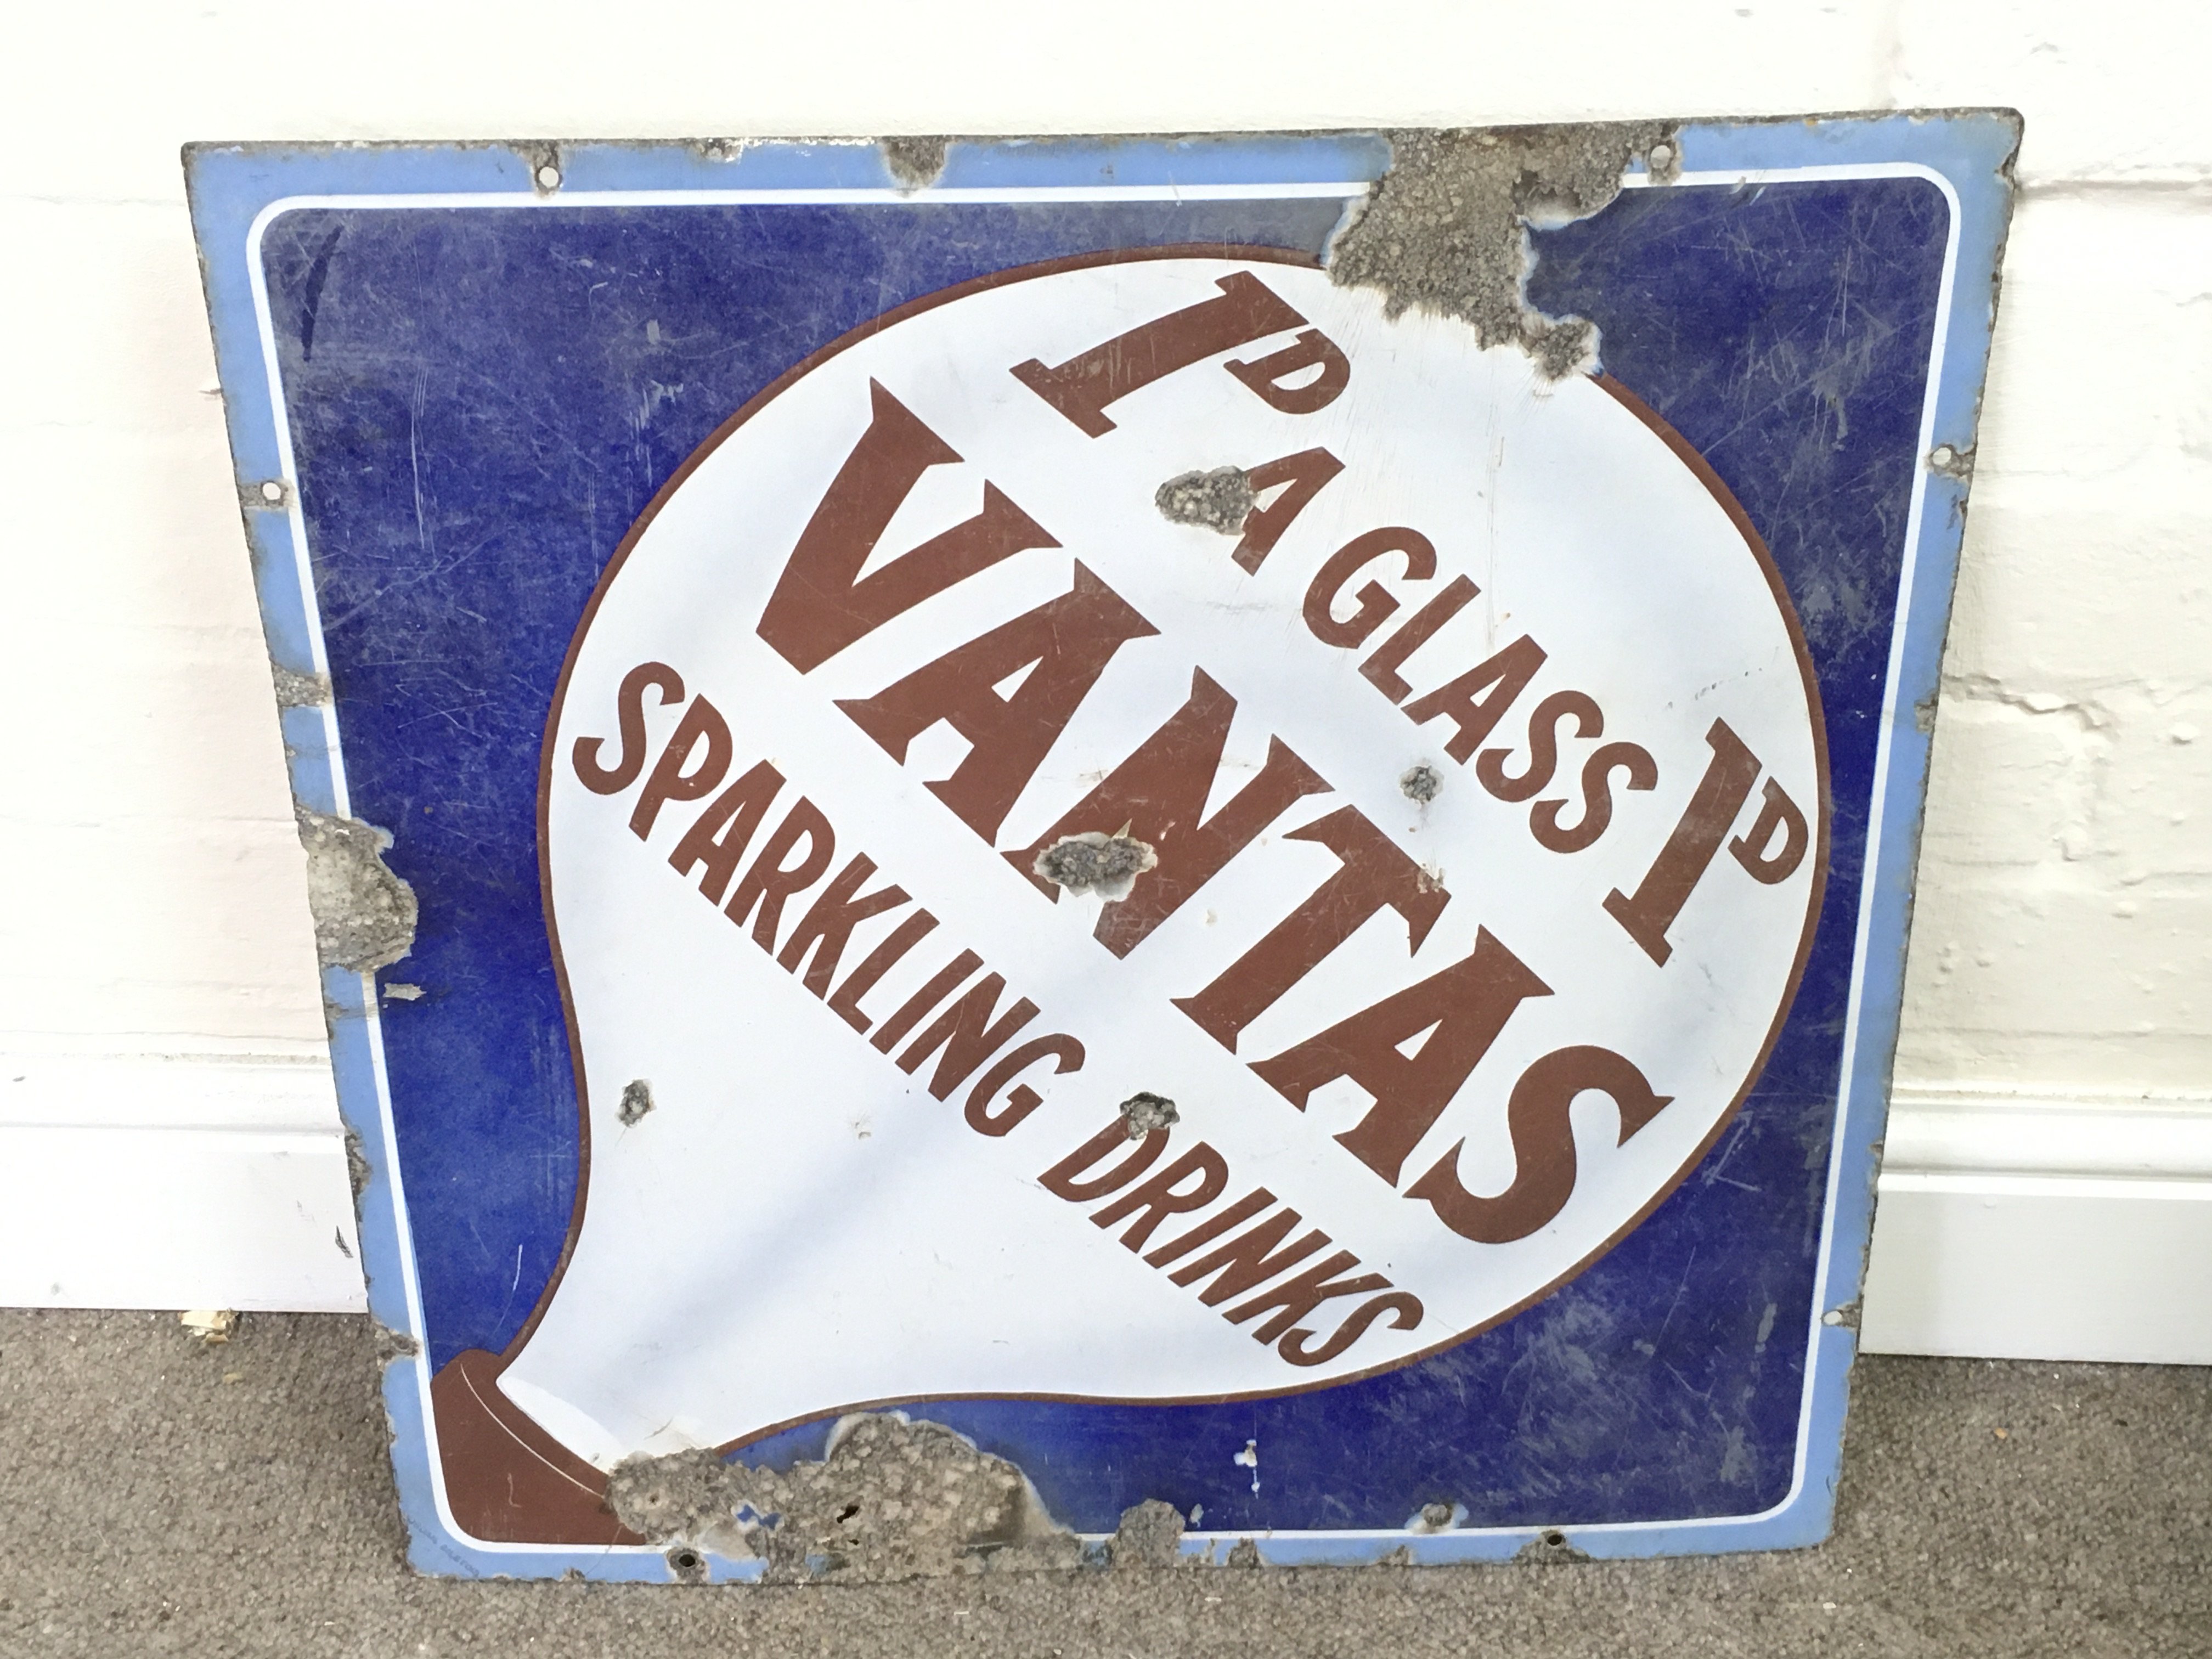 1D A GLASS 1D
VANTAS
SPARKLING DRINKS